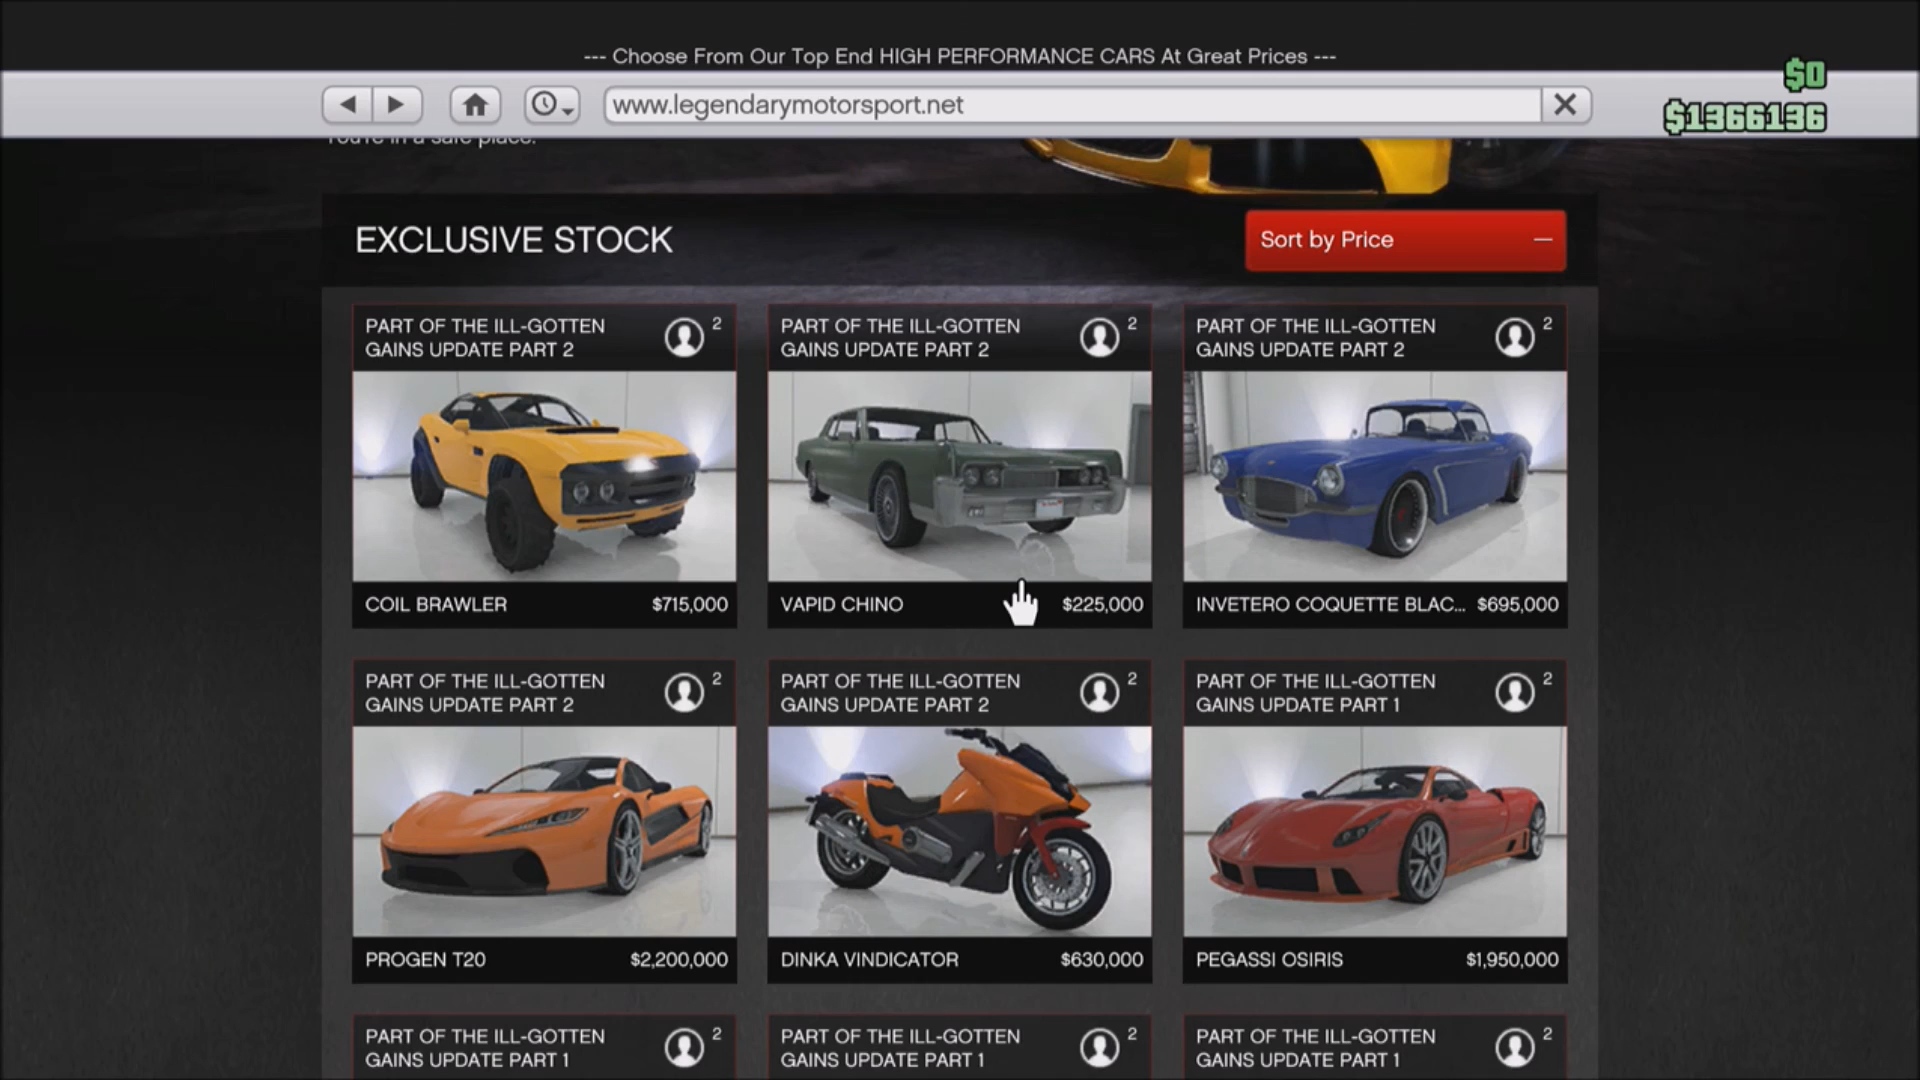 --- Choose From Our Top End HIGH PERFORMANCE CARS At Great Prices ---
$0
www.legendarymotorsport.net
$1366136
You're in a safe place.
EXCLUSIVE STOCK
Sort by Price
PART OF THE ILL-GOTTEN
GAINS UPDATE PART 2
2
PART OF THE ILL-GOTTEN
GAINS UPDATE PART 2
2
PART OF THE ILL-GOTTEN
GAINS UPDATE PART 2
2
COIL BRAWLER $715,000
VAPID CHINO $225,000
INVETERO COQUETTE BLAC... $695,000
PART OF THE ILL-GOTTEN
GAINS UPDATE PART 2
2
PART OF THE ILL-GOTTEN
GAINS UPDATE PART 2
2
PART OF THE ILL-GOTTEN
GAINS UPDATE PART 1
2
PROGEN T20 $2,200,000
DINKA VINDICATOR $630,000
PEGASSI OSIRIS $1,950,000
PART OF THE ILL-GOTTEN
GAINS UPDATE PART 1
2
PART OF THE ILL-GOTTEN
GAINS UPDATE PART 1
2
PART OF THE ILL-GOTTEN
GAINS UPDATE PART 1
2